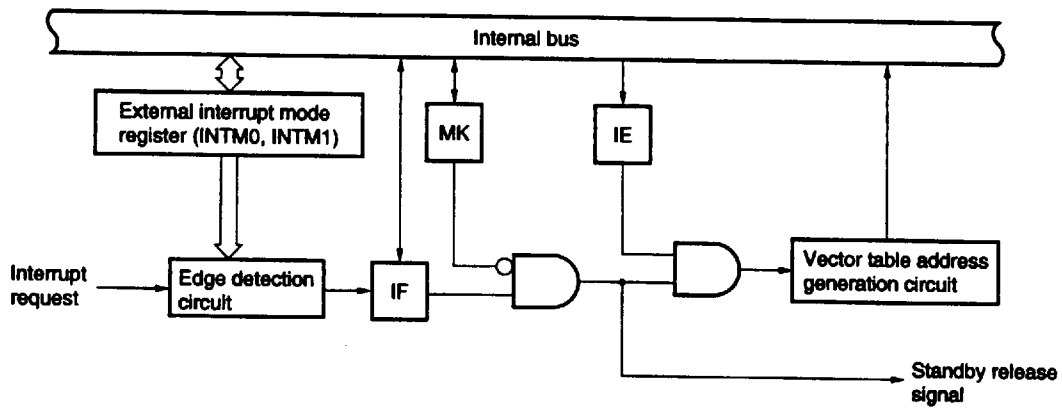 Internal bus
External interrupt mode
register (INTM0, INTM1)
MK
IE
Interrupt
request
Edge detection
circuit
IF
Vector table address
generation circuit
Standby release
signal